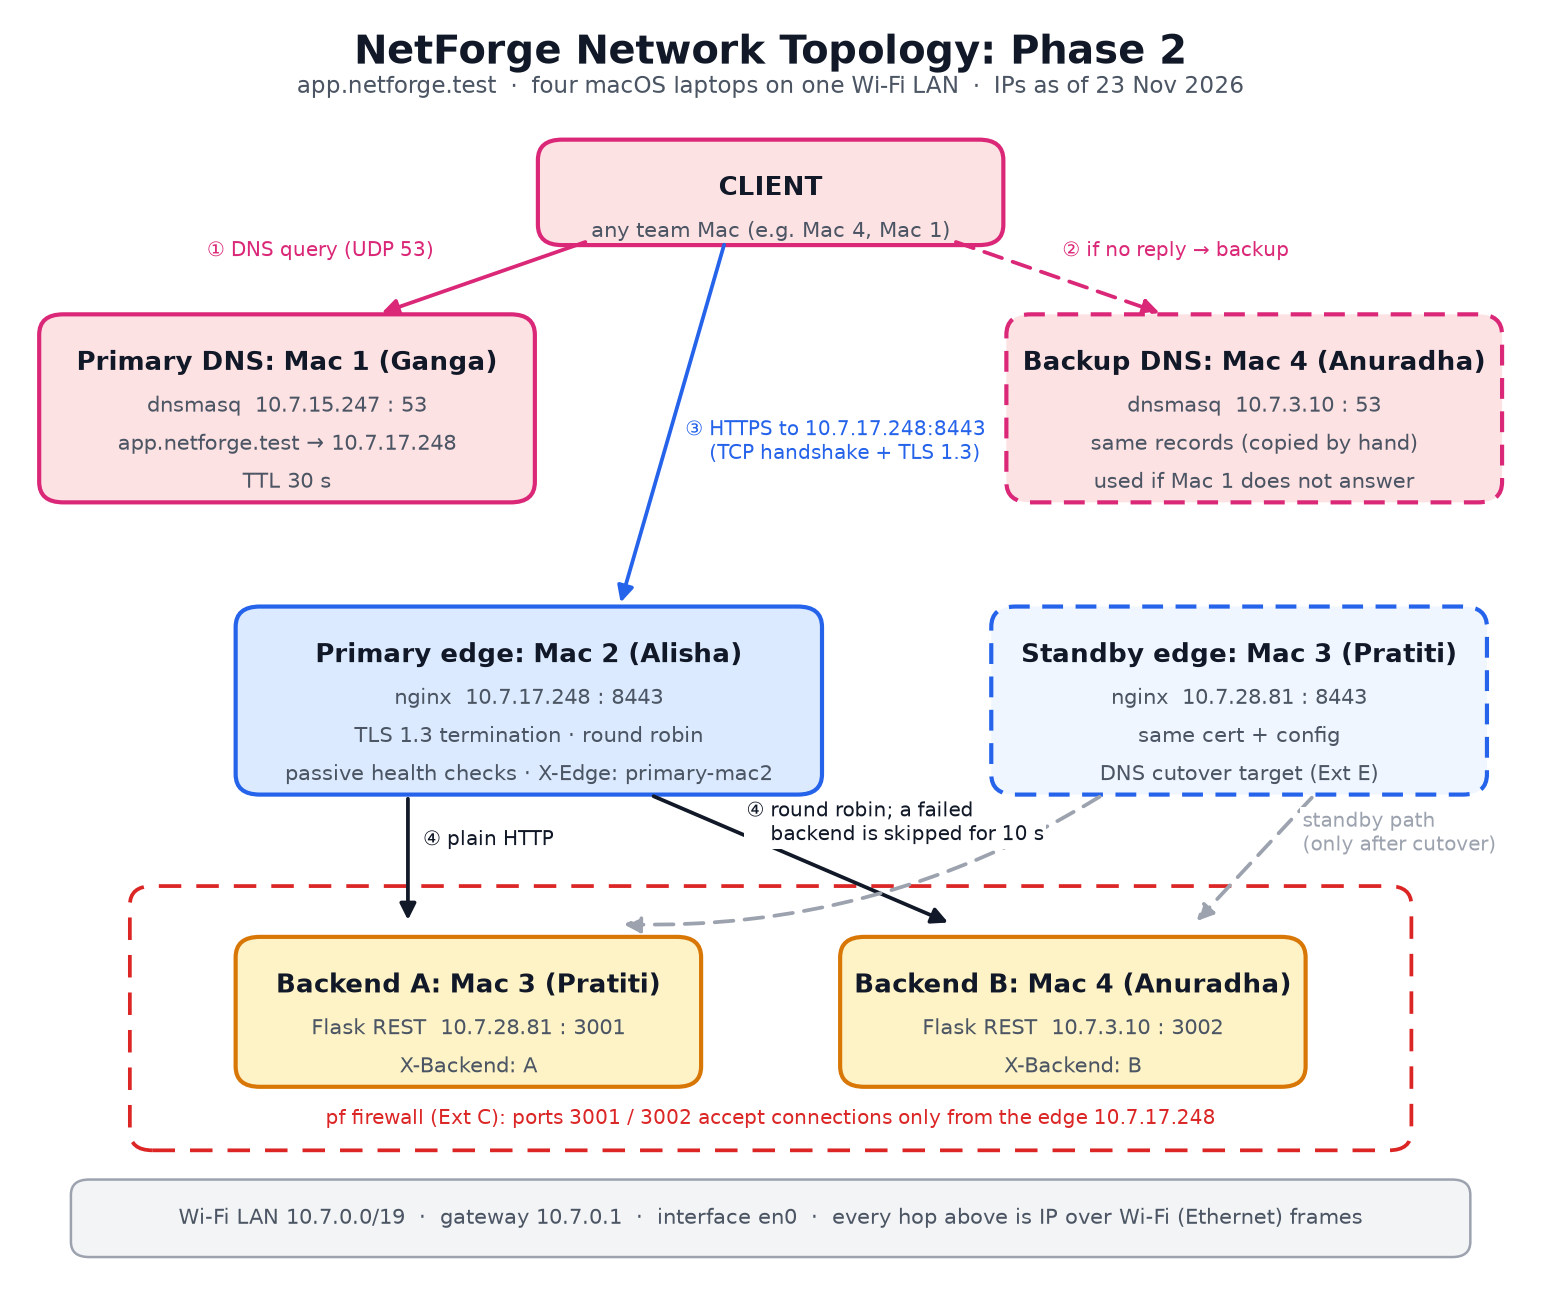 NetForge Network Topology: Phase 2
app.netforge.test · four macOS laptops on one Wi-Fi LAN · IPs as of 23 Nov 2026
CLIENT
any team Mac (e.g. Mac 4, Mac 1)
① DNS query (UDP 53)
② if no reply → backup
Primary DNS: Mac 1 (Ganga)
dnsmasq 10.7.15.247 : 53
app.netforge.test → 10.7.17.248
TTL 30 s
Backup DNS: Mac 4 (Anuradha)
dnsmasq 10.7.3.10 : 53
same records (copied by hand)
used if Mac 1 does not answer
③ HTTPS to 10.7.17.248:8443
(TCP handshake + TLS 1.3)
Primary edge: Mac 2 (Alisha)
nginx 10.7.17.248 : 8443
TLS 1.3 termination · round robin
passive health checks · X-Edge: primary-mac2
Standby edge: Mac 3 (Pratiti)
nginx 10.7.28.81 : 8443
same cert + config
DNS cutover target (Ext E)
④ plain HTTP
④ round robin; a failed
backend is skipped for 10 s
standby path
(only after cutover)
Backend A: Mac 3 (Pratiti)
Flask REST 10.7.28.81 : 3001
X-Backend: A
Backend B: Mac 4 (Anuradha)
Flask REST 10.7.3.10 : 3002
X-Backend: B
pf firewall (Ext C): ports 3001 / 3002 accept connections only from the edge 10.7.17.248
Wi-Fi LAN 10.7.0.0/19 · gateway 10.7.0.1 · interface en0 · every hop above is IP over Wi-Fi (Ethernet) frames